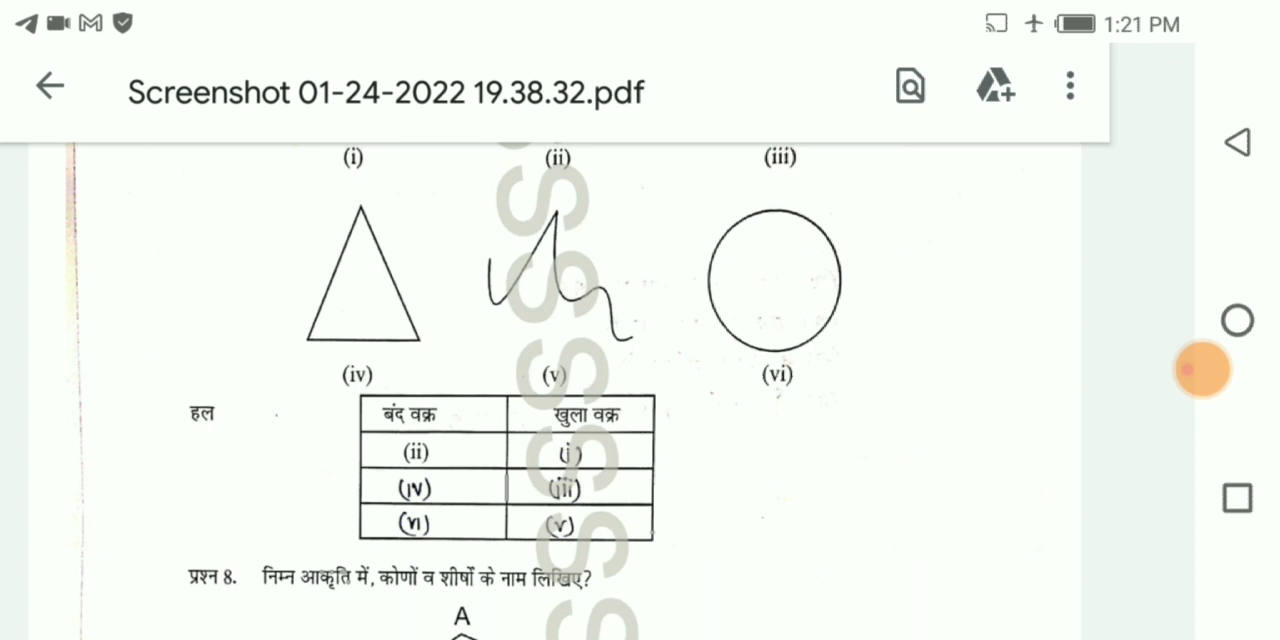 1:21 PM
Screenshot 01-24-2022 19.38.32.pdf
(i) (ii) (iii)
(iv) (v) (vi)
हल
बंद वक्र खुला वक्र
(ii) (i)
(iv) (iii)
(vi) (v)
प्रश्न 8. निम्न आकृति में, कोणों व शीर्षों के नाम लिखिए?
A